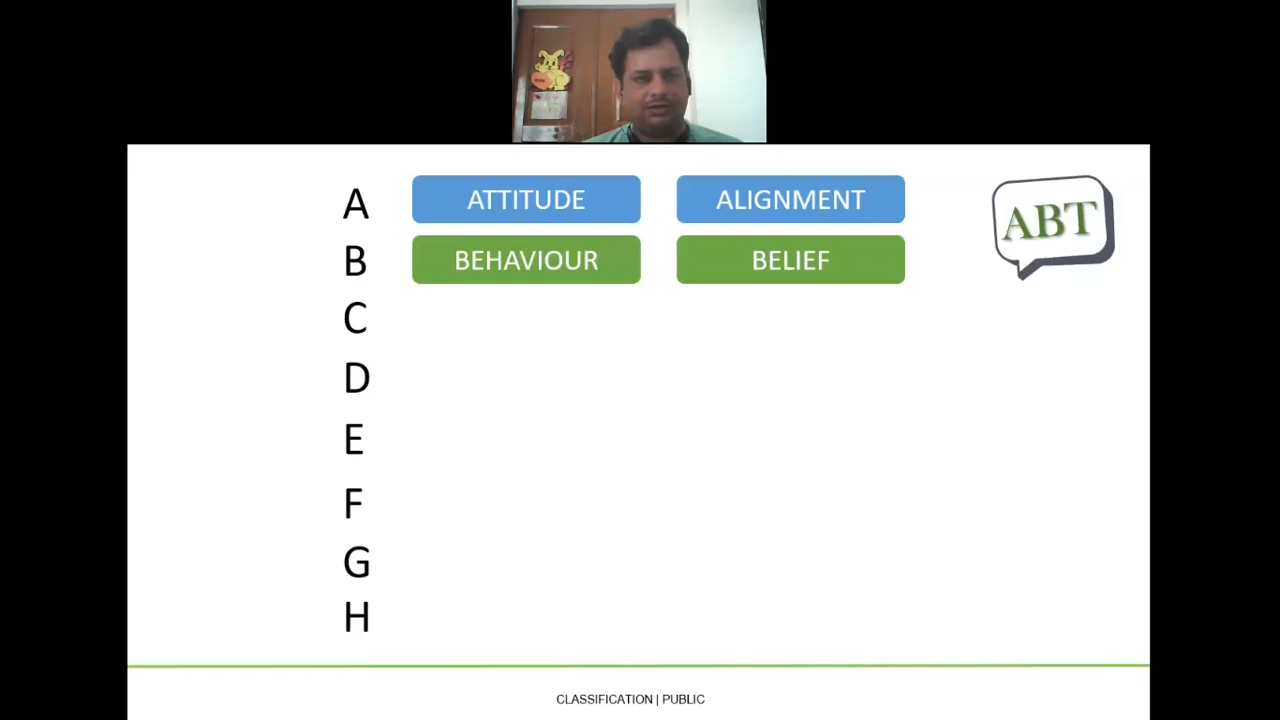 A ATTITUDE ALIGNMENT
ABT
B BEHAVIOUR BELIEF
C
D
E
F
G
H
CLASSIFICATION | PUBLIC